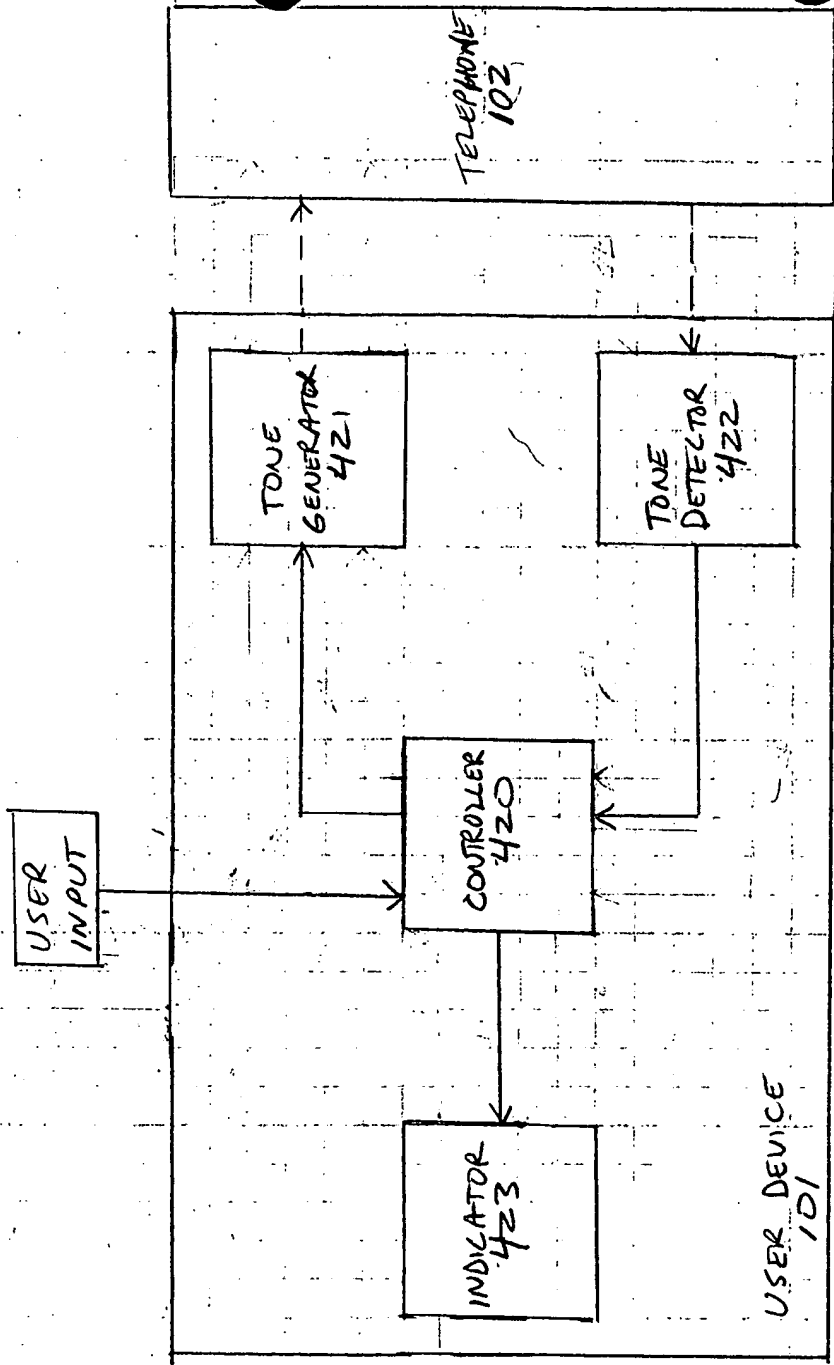 USER
INPUT
TELEPHONE
102
TONE
GENERATOR
421
CONTROLLER
420
TONE
DETECTOR
422
INDICATOR
423
USER DEVICE
101